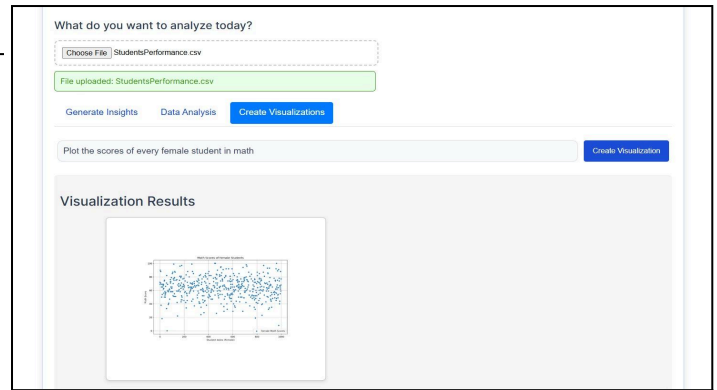 What do you want to analyze today?
Choose File StudentsPerformance.csv
File uploaded: StudentsPerformance.csv
Generate Insights Data Analysis Create Visualizations
Plot the scores of every female student in math Create Visualization
Visualization Results
Math Scores of Female Students